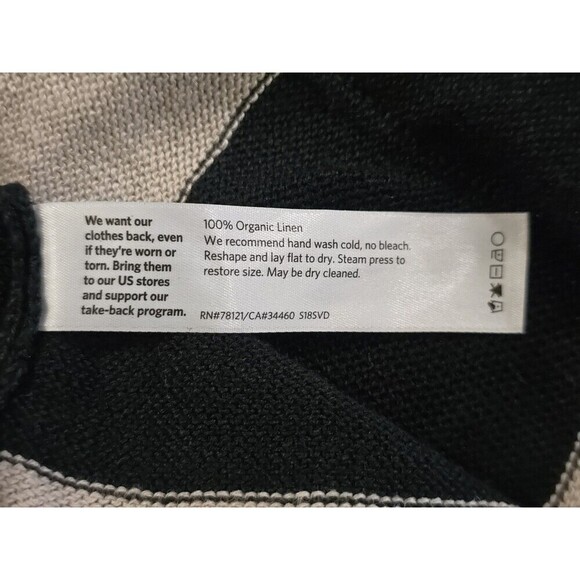 We want our
clothes back, even
if they're worn or
torn. Bring them
to our US stores
and support our
take-back program.
100% Organic Linen
We recommend hand wash cold, no bleach.
Reshape and lay flat to dry. Steam press to
restore size. May be dry cleaned.
RN#78121/CA#34460 S18SVD